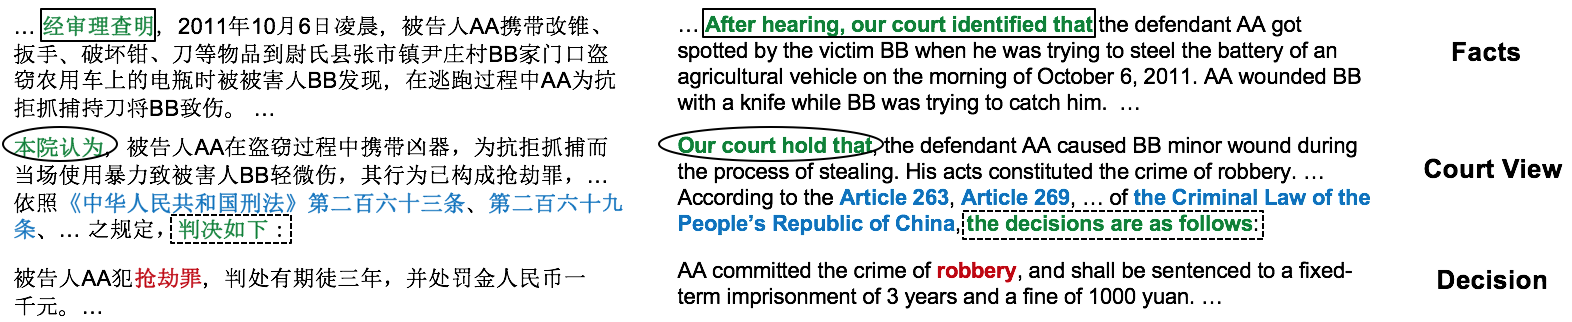 … 经审理查明，2011年10月6日凌晨，被告人AA携带改锥、
扳手、破坏钳、刀等物品到尉氏县张市镇尹庄村BB家门口盗
窃农用车上的电瓶时被被害人BB发现，在逃跑过程中AA为抗
拒抓捕持刀将BB致伤。 …
本院认为，被告人AA在盗窃过程中携带凶器，为抗拒抓捕而
当场使用暴力致被害人BB轻微伤，其行为已构成抢劫罪，…
依照《中华人民共和国刑法》第二百六十三条、第二百六十九
条、… 之规定，判决如下：
被告人AA犯抢劫罪，判处有期徒三年，并处罚金人民币一
千元。…
… After hearing, our court identified that the defendant AA got
spotted by the victim BB when he was trying to steel the battery of an
agricultural vehicle on the morning of October 6, 2011. AA wounded BB
with a knife while BB was trying to catch him. …
Our court hold that, the defendant AA caused BB minor wound during
the process of stealing. His acts constituted the crime of robbery. …
According to the Article 263, Article 269, … of the Criminal Law of the
People's Republic of China, the decisions are as follows:
AA committed the crime of robbery, and shall be sentenced to a fixed-
term imprisonment of 3 years and a fine of 1000 yuan. …
Facts
Court View
Decision